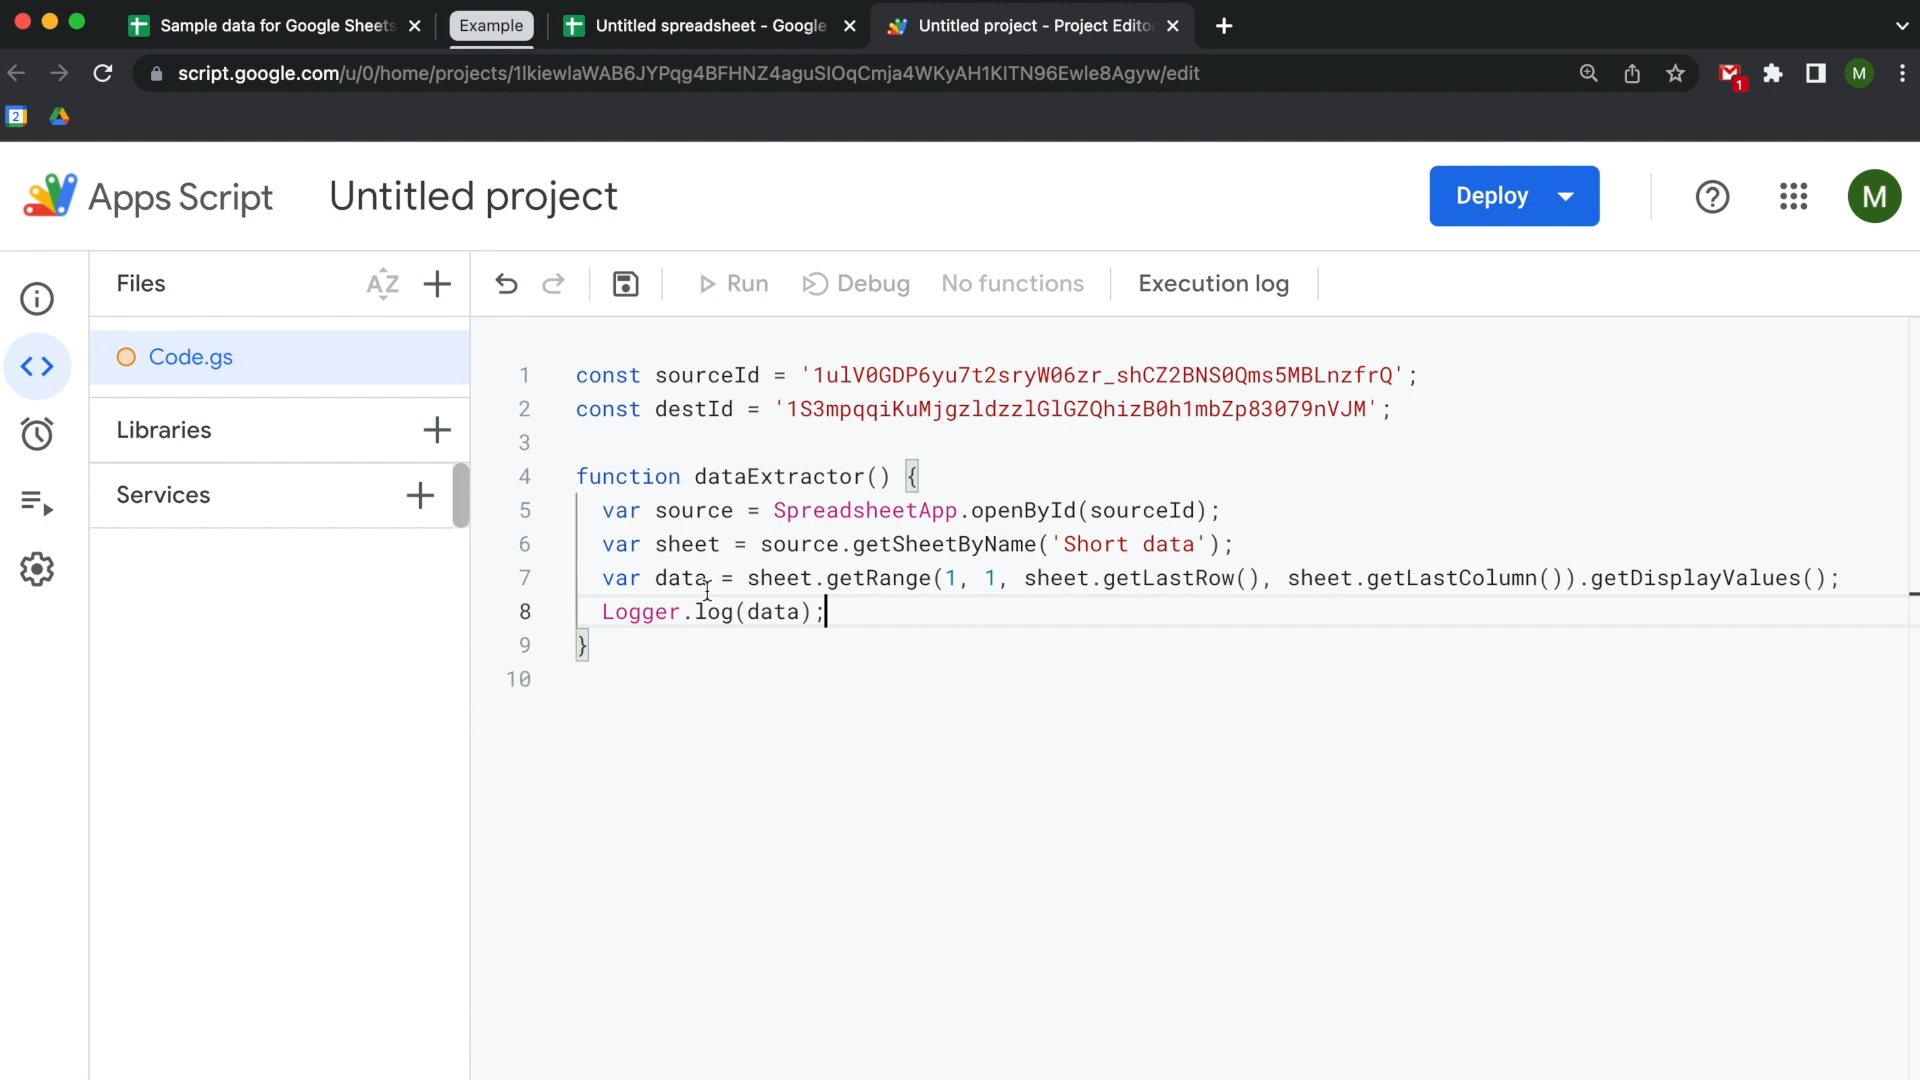 Sample data for Google Sheets
Example
Untitled spreadsheet - Google
Untitled project - Project Edito
script.google.com/u/0/home/projects/1lkiewlaWAB6JYPqg4BFHNZ4aguSIOqCmja4WKyAH1KITN96Ewle8Agyw/edit
1
M
2
Apps Script
Untitled project
Deploy
M
Files
AZ
Run
Debug
No functions
Execution log
Code.gs
Libraries
Services
1 const sourceId = '1ulV0GDP6yu7t2sryW06zr_shCZ2BNS0Qms5MBLnzfrQ';
2 const destId = '1S3mpqqiKuMjgzldzzlGlGZQhizB0h1mbZp83079nVJM';
3
4 function dataExtractor() {
5 var source = SpreadsheetApp.openById(sourceId);
6 var sheet = source.getSheetByName('Short data');
7 var data = sheet.getRange(1, 1, sheet.getLastRow(), sheet.getLastColumn()).getDisplayValues();
8 Logger.log(data);
9 }
10